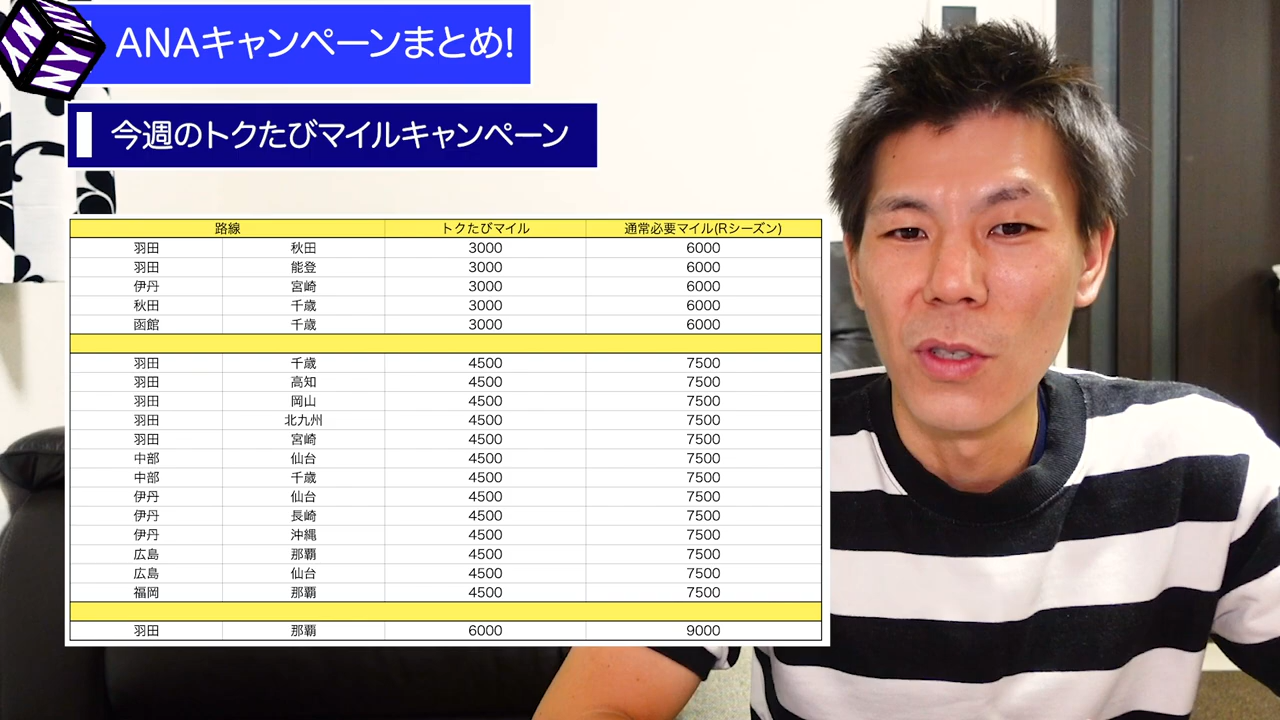 NYN
ANAキャンペーンまとめ!
今週のトクたびマイルキャンペーン
路線 トクたびマイル 通常必要マイル(Rシーズン)
羽田 秋田 3000 6000
羽田 能登 3000 6000
伊丹 宮崎 3000 6000
秋田 千歳 3000 6000
函館 千歳 3000 6000
羽田 千歳 4500 7500
羽田 高知 4500 7500
羽田 岡山 4500 7500
羽田 北九州 4500 7500
羽田 宮崎 4500 7500
中部 仙台 4500 7500
中部 千歳 4500 7500
伊丹 仙台 4500 7500
伊丹 長崎 4500 7500
伊丹 沖縄 4500 7500
広島 那覇 4500 7500
広島 仙台 4500 7500
福岡 那覇 4500 7500
羽田 那覇 6000 9000